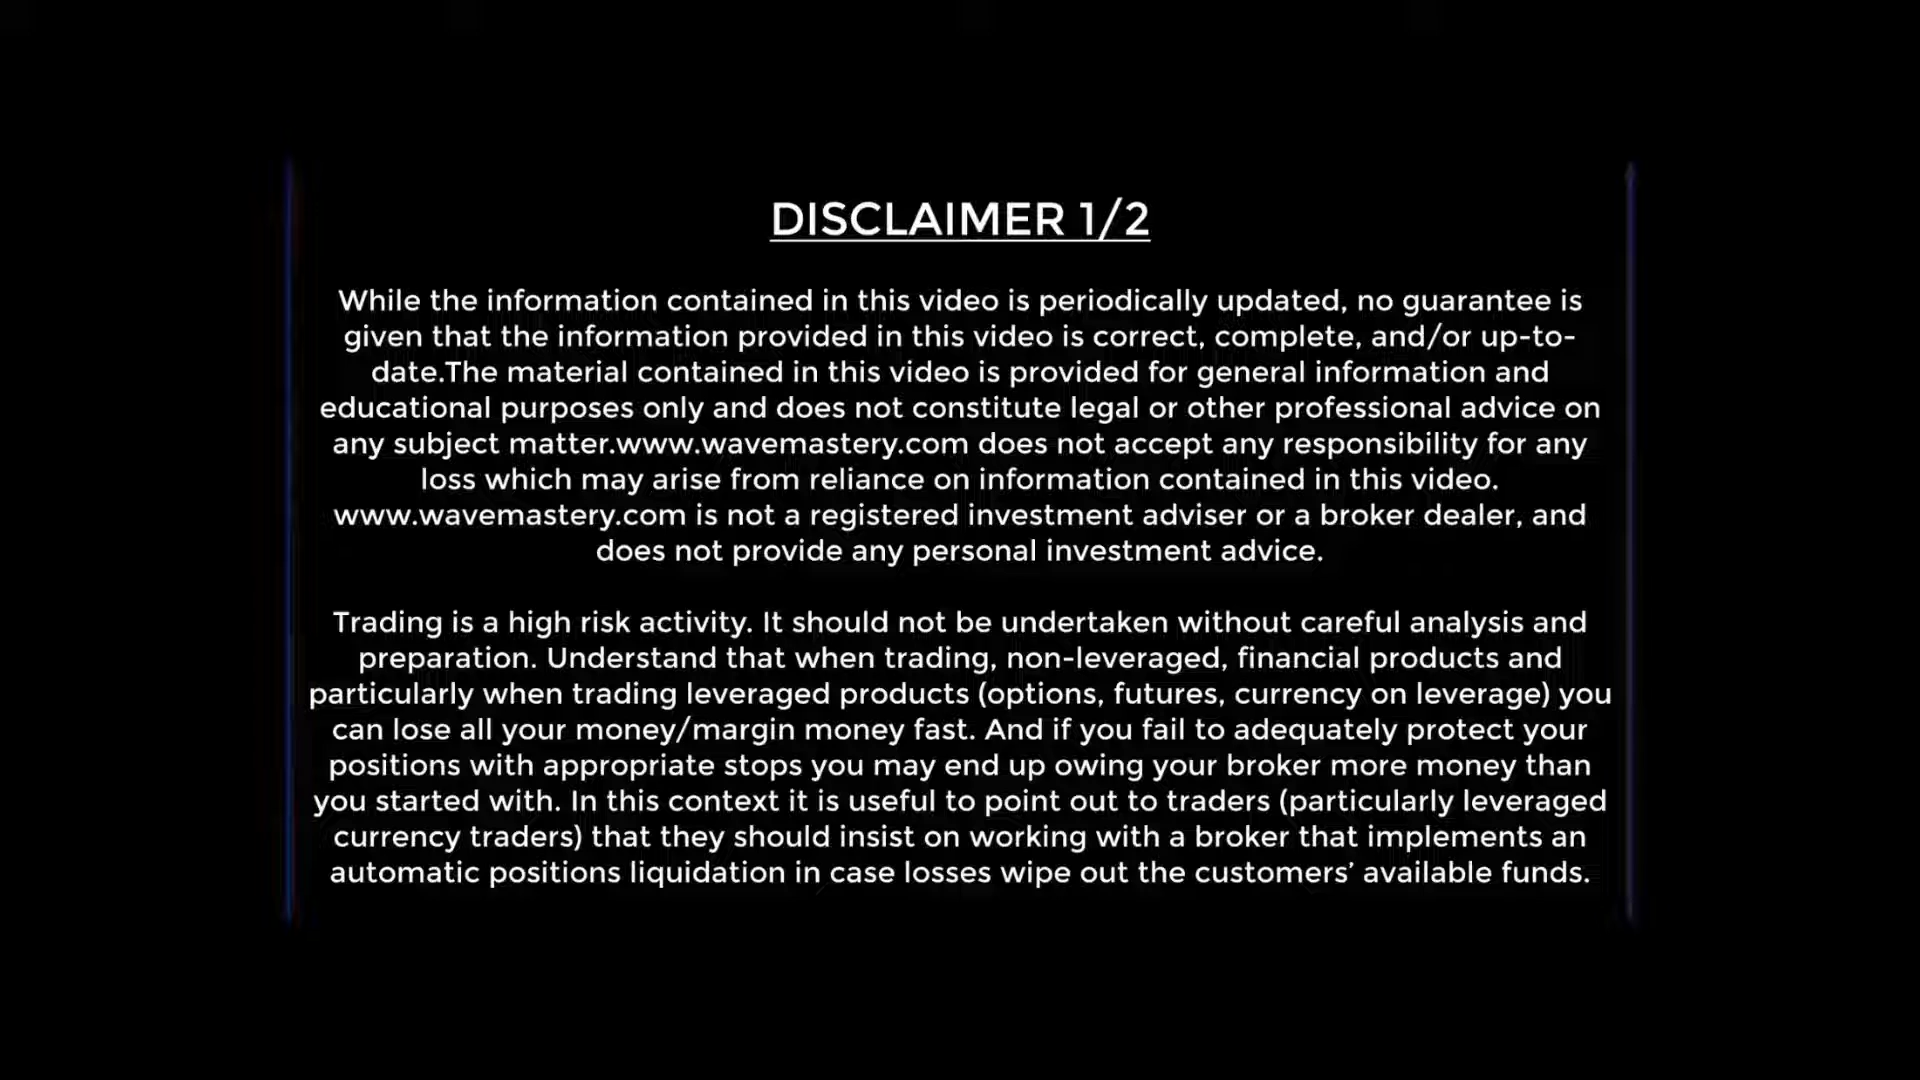 DISCLAIMER 1/2
While the information contained in this video is periodically updated, no guarantee is
given that the information provided in this video is correct, complete, and/or up-to-
date.The material contained in this video is provided for general information and
educational purposes only and does not constitute legal or other professional advice on
any subject matter.www.wavemastery.com does not accept any responsibility for any
loss which may arise from reliance on information contained in this video.
www.wavemastery.com is not a registered investment adviser or a broker dealer, and
does not provide any personal investment advice.
Trading is a high risk activity. It should not be undertaken without careful analysis and
preparation. Understand that when trading, non-leveraged, financial products and
particularly when trading leveraged products (options, futures, currency on leverage) you
can lose all your money/margin money fast. And if you fail to adequately protect your
positions with appropriate stops you may end up owing your broker more money than
you started with. In this context it is useful to point out to traders (particularly leveraged
currency traders) that they should insist on working with a broker that implements an
automatic positions liquidation in case losses wipe out the customers’ available funds.